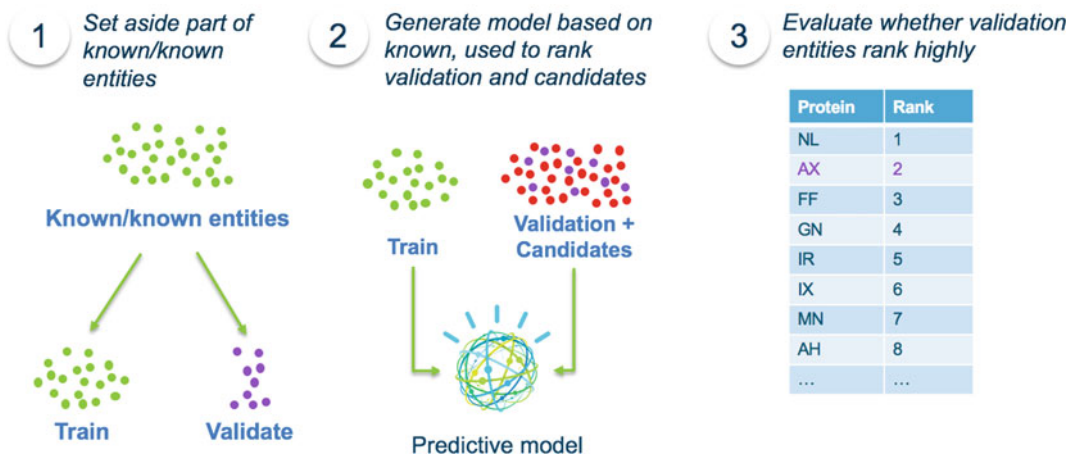 1
Set aside part of
known/known
entities
Known/known entities
Train
Validate
2
Generate model based on
known, used to rank
validation and candidates
Train
Validation +
Candidates
Predictive model
3
Evaluate whether validation
entities rank highly
Protein Rank
NL 1
AX 2
FF 3
GN 4
IR 5
IX 6
MN 7
AH 8
... ...